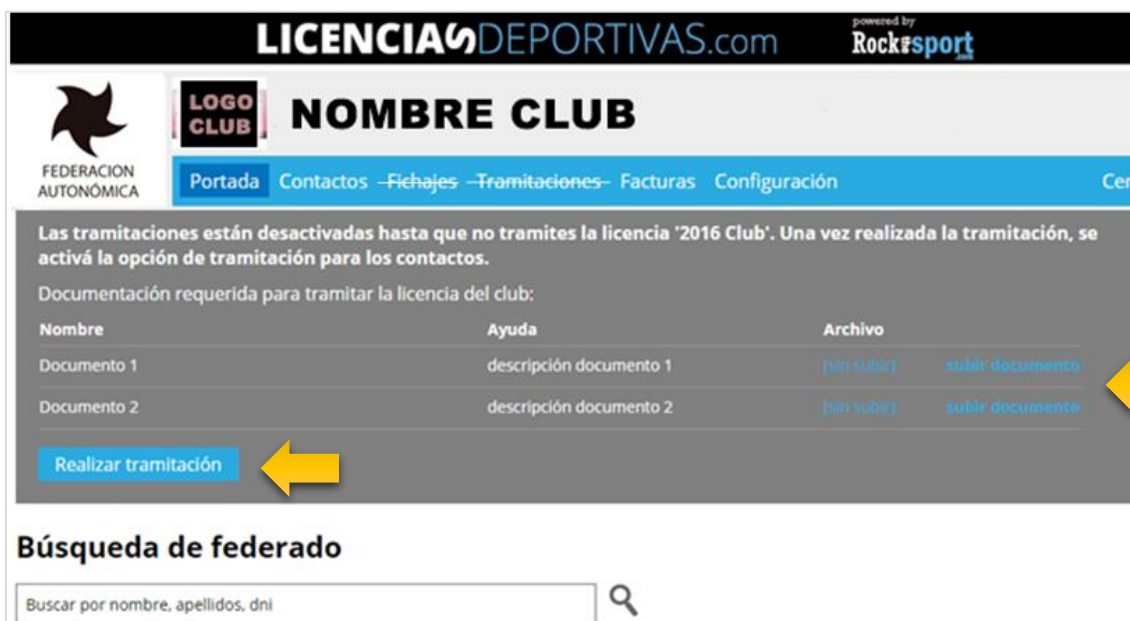 LICENCIASDEPORTIVAS.com
powered by
Rockthesport
.com
LOGO
CLUB
NOMBRE CLUB
FEDERACION
AUTONÓMICA
Portada Contactos Fichajes Tramitaciones Facturas Configuración Cer
Las tramitaciones están desactivadas hasta que no tramites la licencia '2016 Club'. Una vez realizada la tramitación, se
activá la opción de tramitación para los contactos.
Documentación requerida para tramitar la licencia del club:
Nombre Ayuda Archivo
Documento 1 descripción documento 1 (sin subir) subir documento
Documento 2 descripción documento 2 (sin subir) subir documento
Realizar tramitación
Búsqueda de federado
Buscar por nombre, apellidos, dni